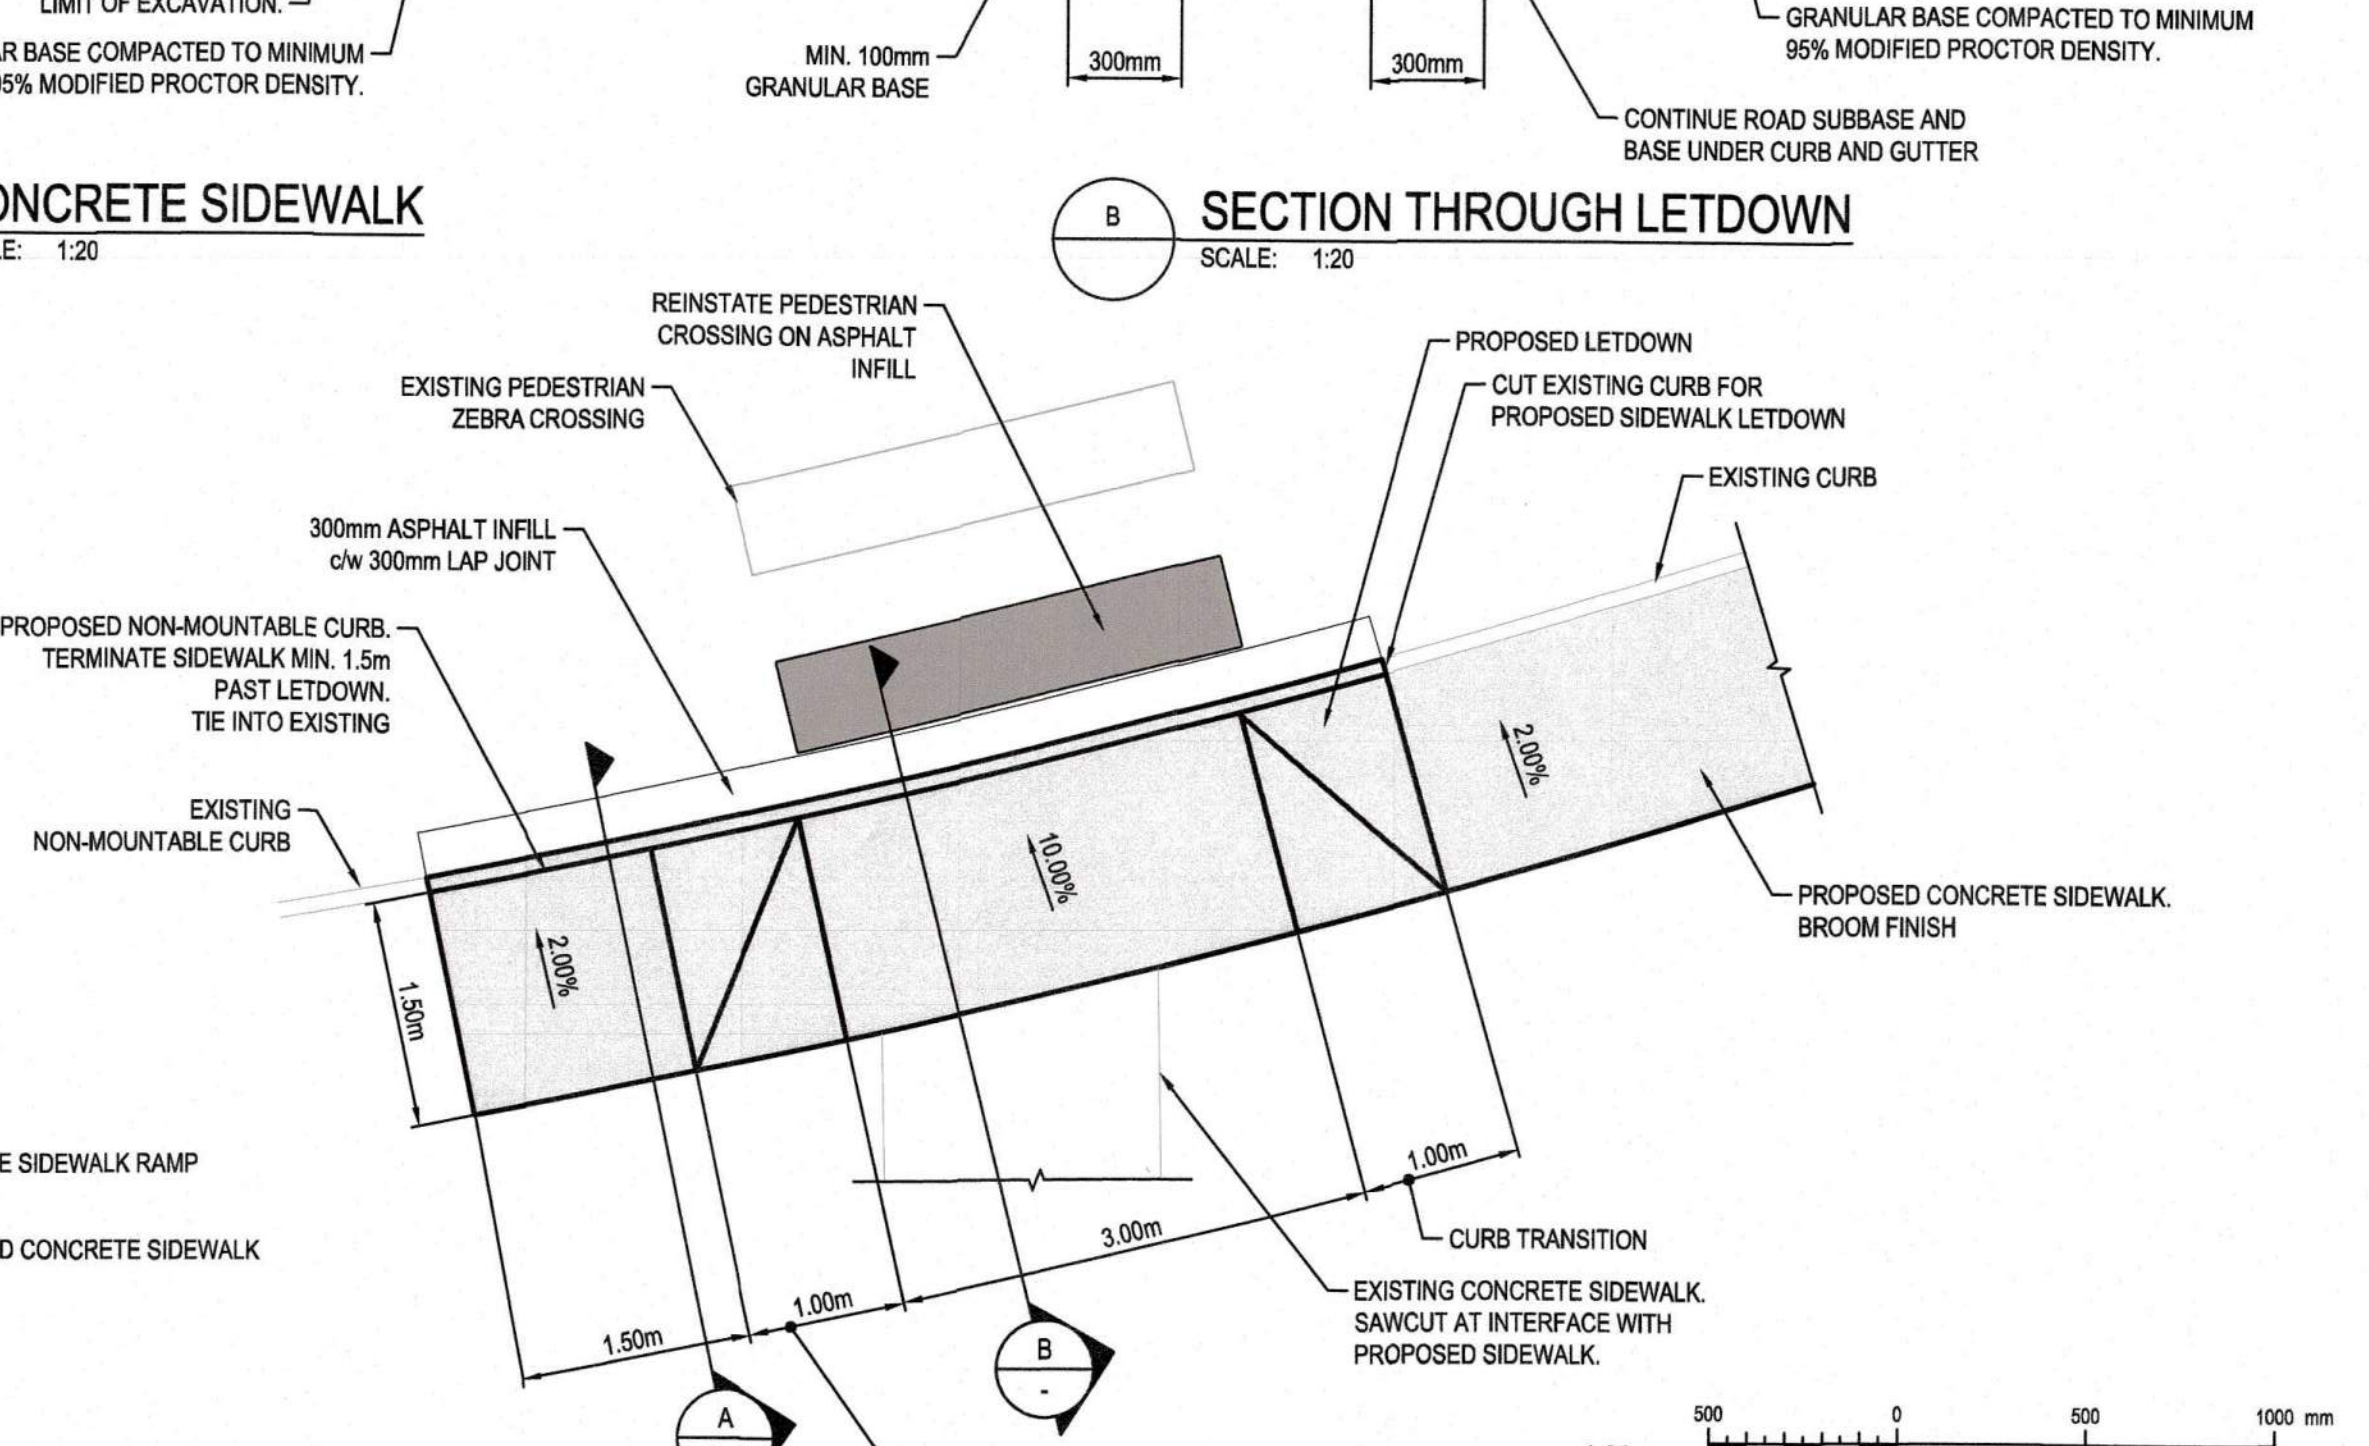 LIMIT OF EXCAVATION.
BASE COMPACTED TO MINIMUM
95% MODIFIED PROCTOR DENSITY.
MIN. 100mm
GRANULAR BASE
300mm
300mm
GRANULAR BASE COMPACTED TO MINIMUM
95% MODIFIED PROCTOR DENSITY.
CONTINUE ROAD SUBBASE AND
BASE UNDER CURB AND GUTTER
SIDEWALK
1:20
B
SECTION THROUGH LETDOWN
SCALE: 1:20
REINSTATE PEDESTRIAN
CROSSING ON ASPHALT
INFILL
EXISTING PEDESTRIAN
ZEBRA CROSSING
300mm ASPHALT INFILL
c/w 300mm LAP JOINT
PROPOSED NON-MOUNTABLE CURB.
TERMINATE SIDEWALK MIN. 1.5m
PAST LETDOWN.
TIE INTO EXISTING
EXISTING
NON-MOUNTABLE CURB
PROPOSED LETDOWN
CUT EXISTING CURB FOR
PROPOSED SIDEWALK LETDOWN
EXISTING CURB
2.00%
10.00%
2.00%
1.50m
PROPOSED CONCRETE SIDEWALK.
BROOM FINISH
SIDEWALK RAMP
CONCRETE SIDEWALK
1.00m
3.00m
1.00m
1.50m
CURB TRANSITION
EXISTING CONCRETE SIDEWALK.
SAWCUT AT INTERFACE WITH
PROPOSED SIDEWALK.
B
-
A
500 0 500 1000 mm